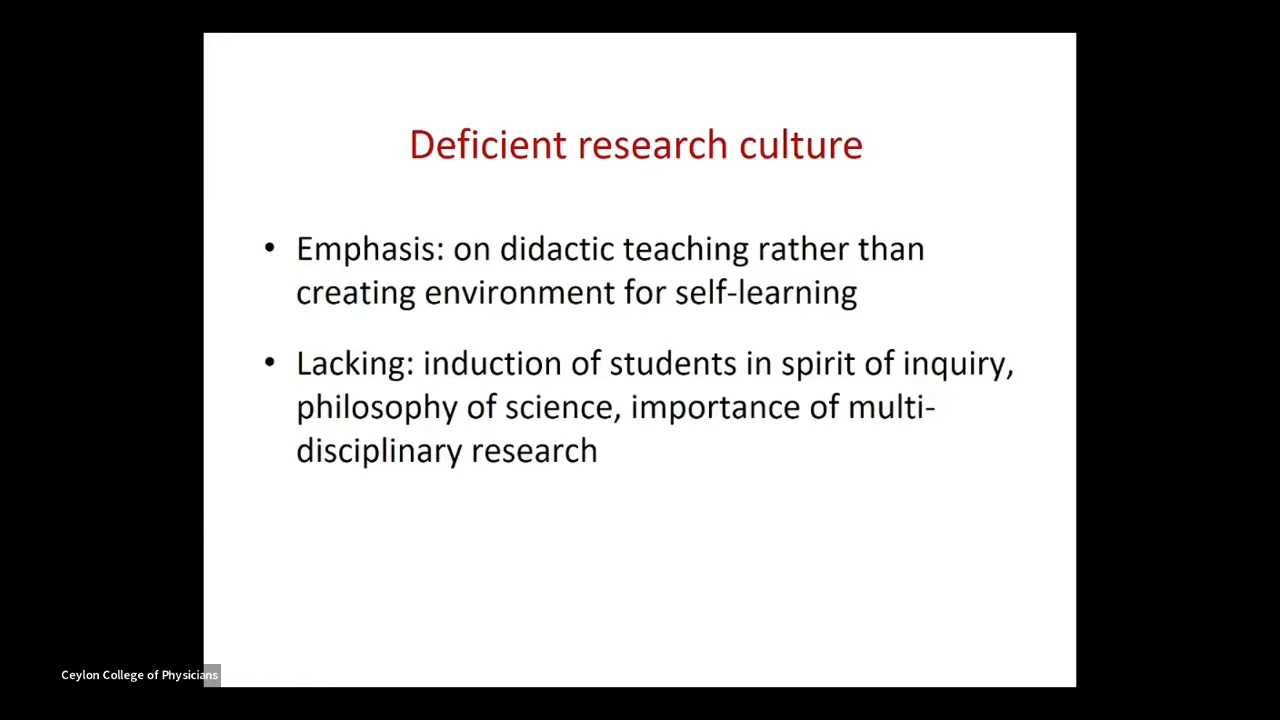 Deficient research culture
• Emphasis: on didactic teaching rather than
creating environment for self-learning
• Lacking: induction of students in spirit of inquiry,
philosophy of science, importance of multi-
disciplinary research
Ceylon College of Physicians